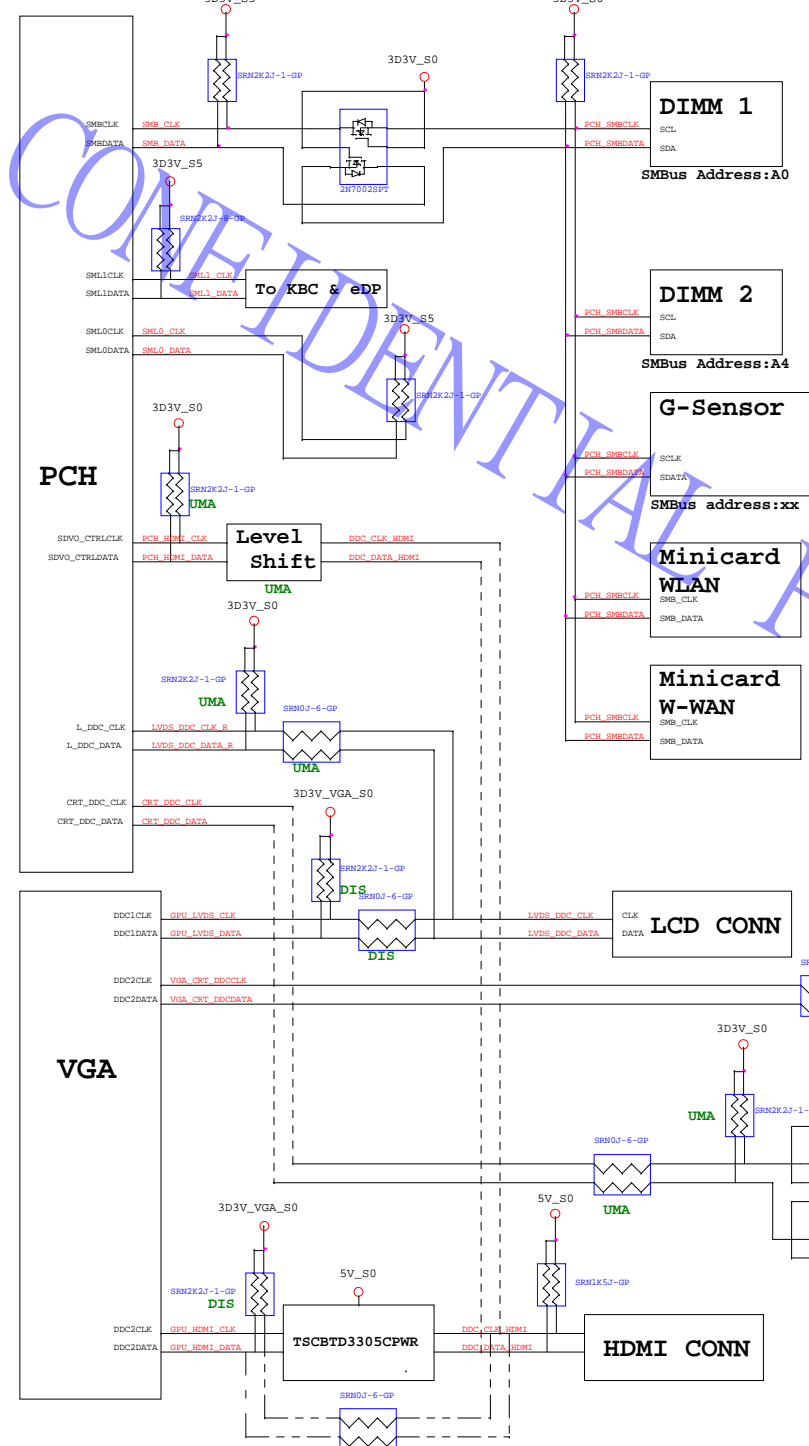 3D3V_S5
3D3V_S0
SRN2K2J-1-GP
3D3V_S0
SRN2K2J-1-GP
DIMM 1
SMBCLK
SMB_CLK
PCH_SMBCLK
SCL
SMBDATA
SMB_DATA
PCH_SMBDATA
SDA
3D3V_S5
2N7002SPT
SMBus Address:A0
SRN2K2J-8-GP
SML1CLK
SML1_CLK
To KBC & eDP
SML1DATA
SML1_DATA
DIMM 2
PCH_SMBCLK
SCL
3D3V_S5
SML0CLK
SML0_CLK
PCH_SMBDATA
SDA
SML0DATA
SML0_DATA
SMBus Address:A4
SRN2K2J-1-GP
3D3V_S0
G-Sensor
PCH_SMBCLK
SCLK
PCH
PCH_SMBDATA
SDATA
SRN2K2J-1-GP
UMA
SMBus address:xx
CONFIDENTIAL
SDVO_CTRLCLK
PCH_HDMI_CLK
Level
Shift
DDC_CLK_HDMI
SDVO_CTRLDATA
PCH_HDMI_DATA
DDC_DATA_HDMI
UMA
Minicard
WLAN
PCH_SMBCLK
SMB_CLK
PCH_SMBDATA
SMB_DATA
3D3V_S0
SRN2K2J-1-GP
UMA
SRN0J-6-GP
Minicard
W-WAN
PCH_SMBCLK
SMB_CLK
PCH_SMBDATA
SMB_DATA
L_DDC_CLK
LVDS_DDC_CLK_R
L_DDC_DATA
LVDS_DDC_DATA_R
UMA
3D3V_VGA_S0
CRT_DDC_CLK
CRT_DDC_CLK
CRT_DDC_DATA
CRT_DDC_DATA
SRN2K2J-1-GP
DIS
SRN0J-6-GP
DDC1CLK
GPU_LVDS_CLK
LVDS_DDC_CLK
CLK
LCD CONN
DDC1DATA
GPU_LVDS_DATA
LVDS_DDC_DATA
DATA
DIS
DDC2CLK
VGA_CRT_DDCCLK
DDC2DATA
VGA_CRT_DDCDATA
3D3V_S0
VGA
UMA
SRN2K2J-1-
SRN0J-6-GP
UMA
3D3V_VGA_S0
5V_S0
5V_S0
SRN2K2J-1-GP
DIS
SRN1K5J-GP
DDC2CLK
GPU_HDMI_CLK
TSCBTD3305CPWR
DDC_CLK_HDMI
HDMI CONN
DDC2DATA
GPU_HDMI_DATA
DDC_DATA_HDMI
SRN0J-6-GP